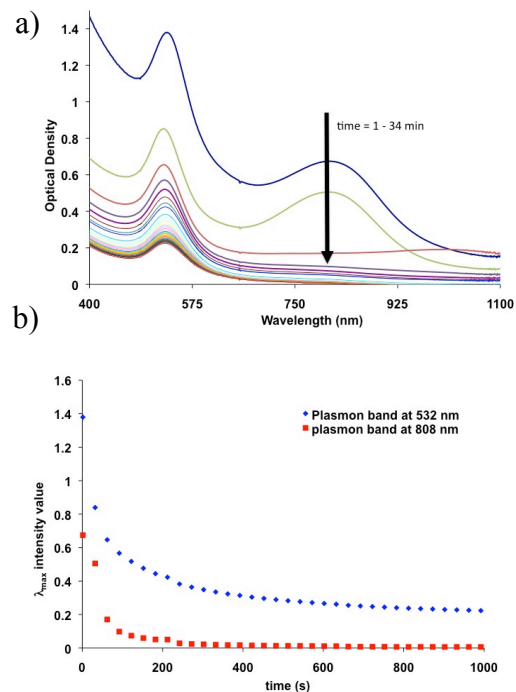 a)
1.4
1.2
1
0.8
0.6
0.4
0.2
0
Optical Density
time = 1 - 34 min
400 575 750 925 1100
Wavelength (nm)
b)
1.6
1.4
1.2
1
0.8
0.6
0.4
0.2
0
λmax intensity value
Plasmon band at 532 nm
plasmon band at 808 nm
0 200 400 600 800 1000
time (s)